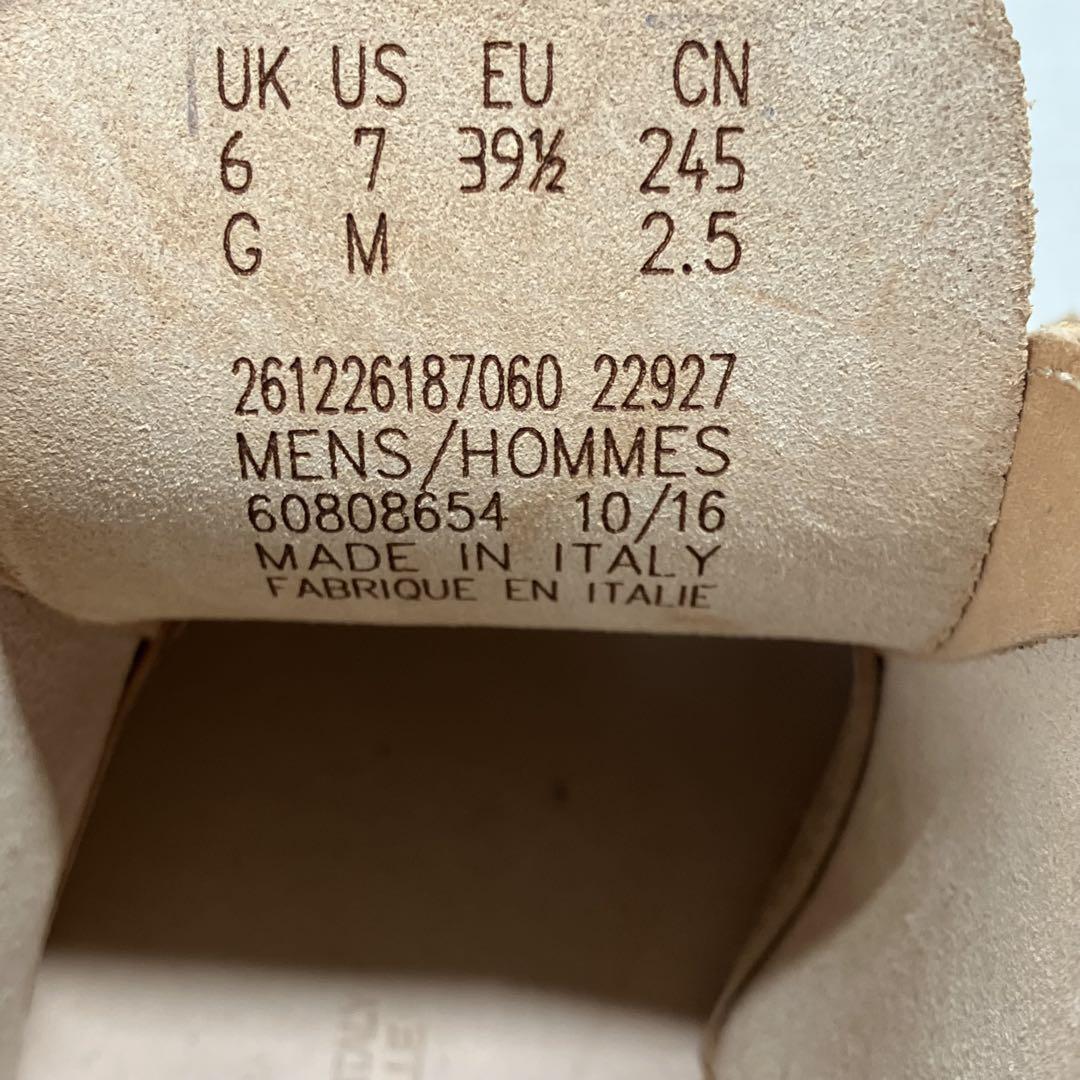 UK US EU CN
6 7 39½ 245
G M 2.5
261226187060 22927
MENS/HOMMES
60808654 10/16
MADE IN ITALY
FABRIQUE EN ITALIE